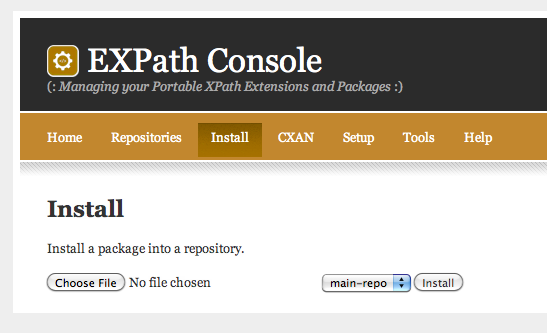 EXPath Console
(: Managing your Portable XPath Extensions and Packages :)
Home Repositories Install CXAN Setup Tools Help
Install
Install a package into a repository.
Choose File No file chosen main-repo Install